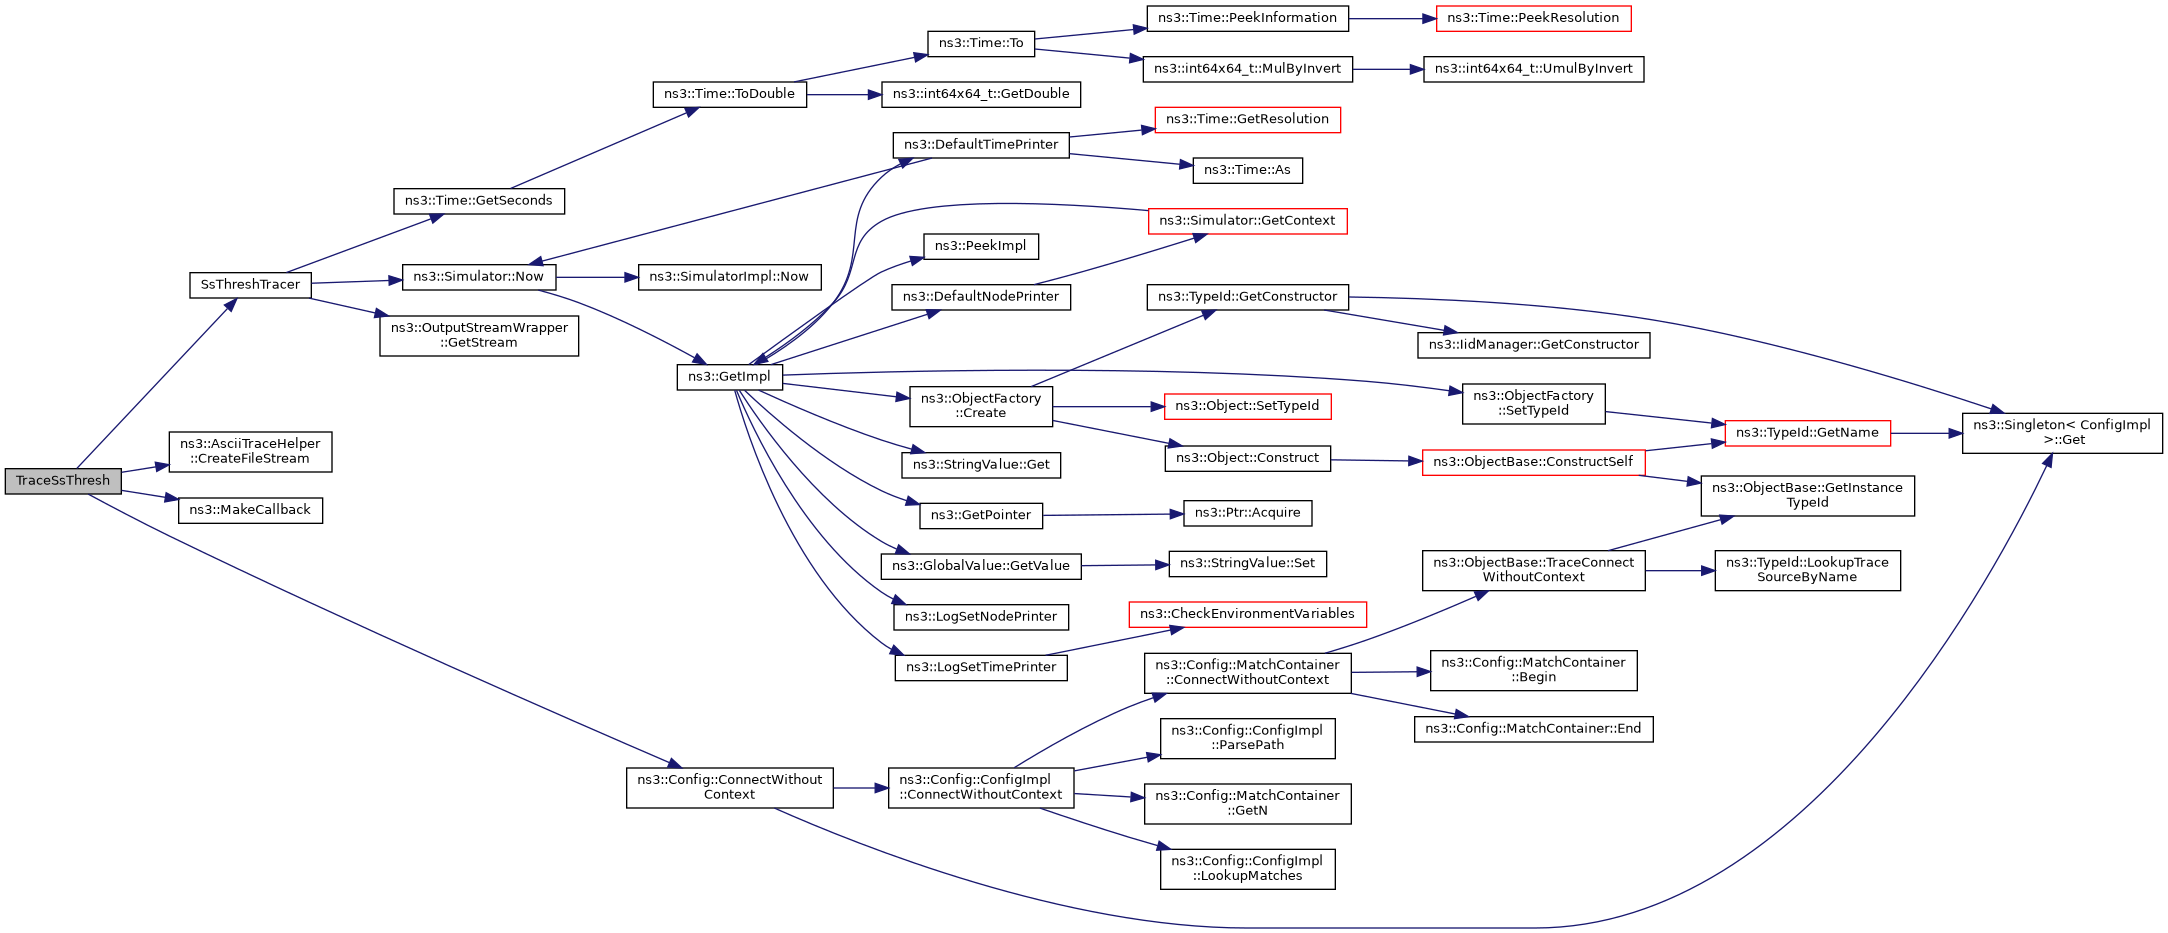 ns3::Time::PeekInformation
ns3::Time::PeekResolution
ns3::Time::To
ns3::int64x64_t::MulByInvert
ns3::int64x64_t::UmulByInvert
ns3::Time::ToDouble
ns3::int64x64_t::GetDouble
ns3::Time::GetResolution
ns3::DefaultTimePrinter
ns3::Time::As
ns3::Time::GetSeconds
ns3::Simulator::GetContext
ns3::PeekImpl
SsThreshTracer
ns3::Simulator::Now
ns3::SimulatorImpl::Now
ns3::DefaultNodePrinter
ns3::TypeId::GetConstructor
ns3::OutputStreamWrapper
::GetStream
ns3::IidManager::GetConstructor
ns3::GetImpl
ns3::ObjectFactory
::Create
ns3::Object::SetTypeId
ns3::ObjectFactory
::SetTypeId
ns3::TypeId::GetName
ns3::Singleton< ConfigImpl
>::Get
ns3::AsciiTraceHelper
::CreateFileStream
ns3::StringValue::Get
ns3::Object::Construct
ns3::ObjectBase::ConstructSelf
TraceSsThresh
ns3::ObjectBase::GetInstance
TypeId
ns3::MakeCallback
ns3::GetPointer
ns3::Ptr::Acquire
ns3::GlobalValue::GetValue
ns3::StringValue::Set
ns3::ObjectBase::TraceConnect
WithoutContext
ns3::TypeId::LookupTrace
SourceByName
ns3::LogSetNodePrinter
ns3::CheckEnvironmentVariables
ns3::LogSetTimePrinter
ns3::Config::MatchContainer
::ConnectWithoutContext
ns3::Config::MatchContainer
::Begin
ns3::Config::MatchContainer::End
ns3::Config::ConfigImpl
::ParsePath
ns3::Config::ConnectWithout
Context
ns3::Config::ConfigImpl
::ConnectWithoutContext
ns3::Config::MatchContainer
::GetN
ns3::Config::ConfigImpl
::LookupMatches